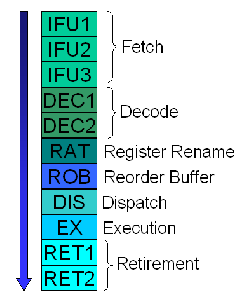 IFU1
IFU2 Fetch
IFU3
DEC1
Decode
DEC2
RAT Register Rename
ROB Reorder Buffer
DIS Dispatch
EX Execution
RET1
Retirement
RET2